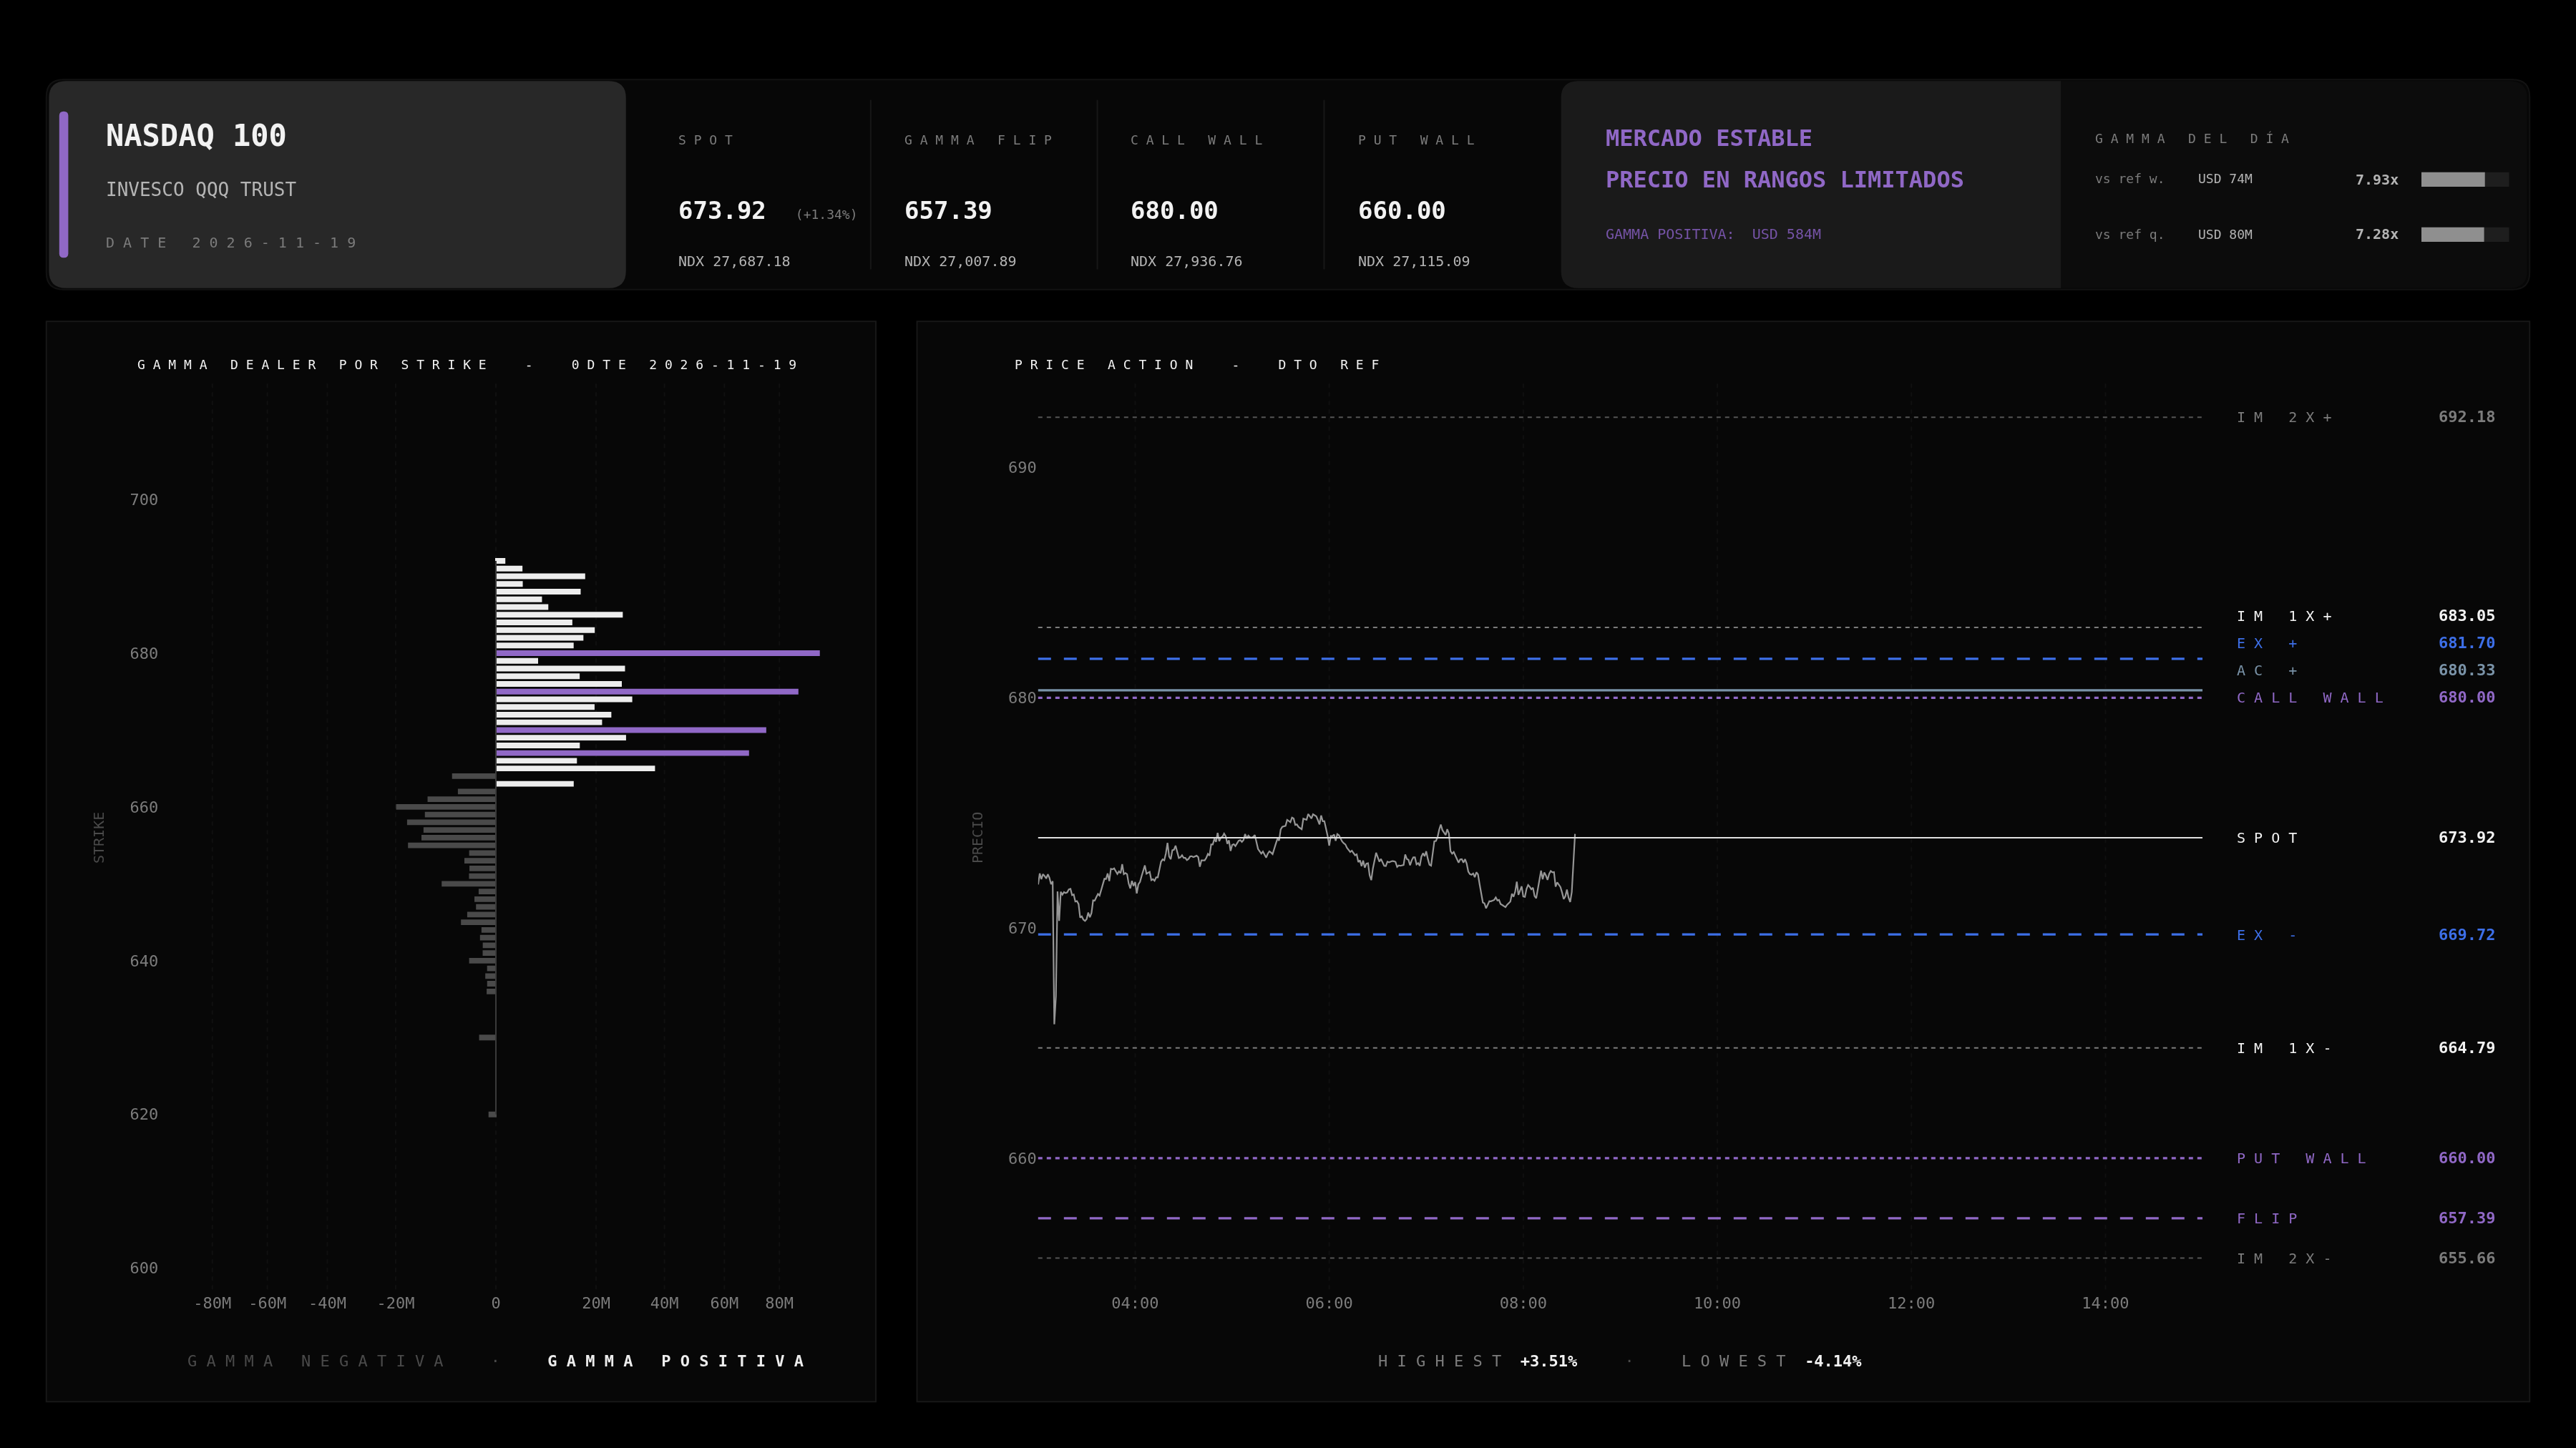 NASDAQ 100
INVESCO QQQ TRUST
DATE 2026-11-19
SPOT
673.92 (+1.34%)
NDX 27,687.18
GAMMA FLIP
657.39
NDX 27,007.89
CALL WALL
680.00
NDX 27,936.76
PUT WALL
660.00
NDX 27,115.09
MERCADO ESTABLE
PRECIO EN RANGOS LIMITADOS
GAMMA POSITIVA: USD 584M
GAMMA DEL DÍA
vs ref w. USD 74M 7.93x
vs ref q. USD 80M 7.28x
GAMMA DEALER POR STRIKE - 0DTE 2026-11-19
STRIKE
700
680
660
640
620
600
-80M -60M -40M -20M 0 20M 40M 60M 80M
GAMMA NEGATIVA · GAMMA POSITIVA
PRICE ACTION - DTO REF
PRECIO
690
680
670
660
IM 2X+ 692.18
IM 1X+ 683.05
EX + 681.70
AC + 680.33
CALL WALL 680.00
SPOT 673.92
EX - 669.72
IM 1X- 664.79
PUT WALL 660.00
FLIP 657.39
IM 2X- 655.66
04:00 06:00 08:00 10:00 12:00 14:00
HIGHEST +3.51% · LOWEST -4.14%